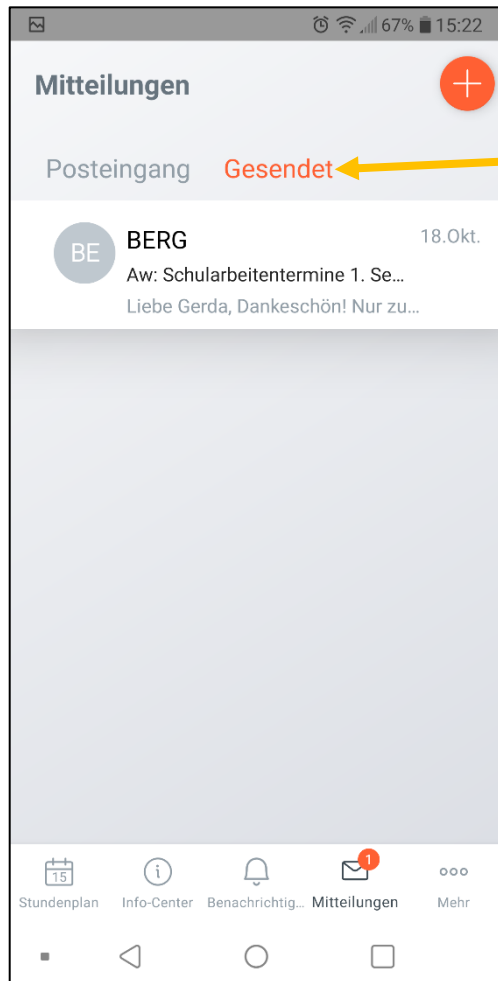 67% 15:22
Mitteilungen
Posteingang Gesendet
BE
BERG
18.Okt.
Aw: Schularbeitentermine 1. Se...
Liebe Gerda, Dankeschön! Nur zu...
15
1
Stundenplan Info-Center Benachrichtig... Mitteilungen Mehr